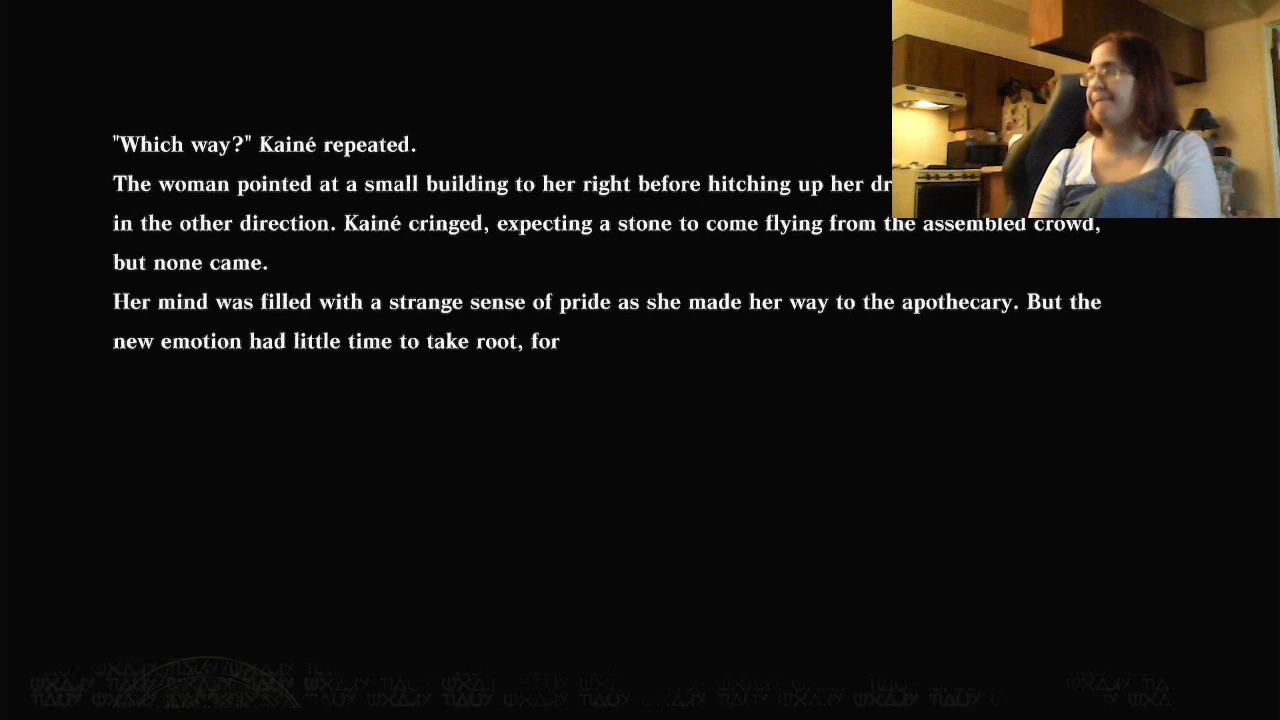 "Which way?" Kainé repeated.
The woman pointed at a small building to her right before hitching up her
in the other direction. Kainé cringed, expecting a stone to come flying from the assembled crowd,
but none came.
Her mind was filled with a strange sense of pride as she made her way to the apothecary. But the
new emotion had little time to take root, for